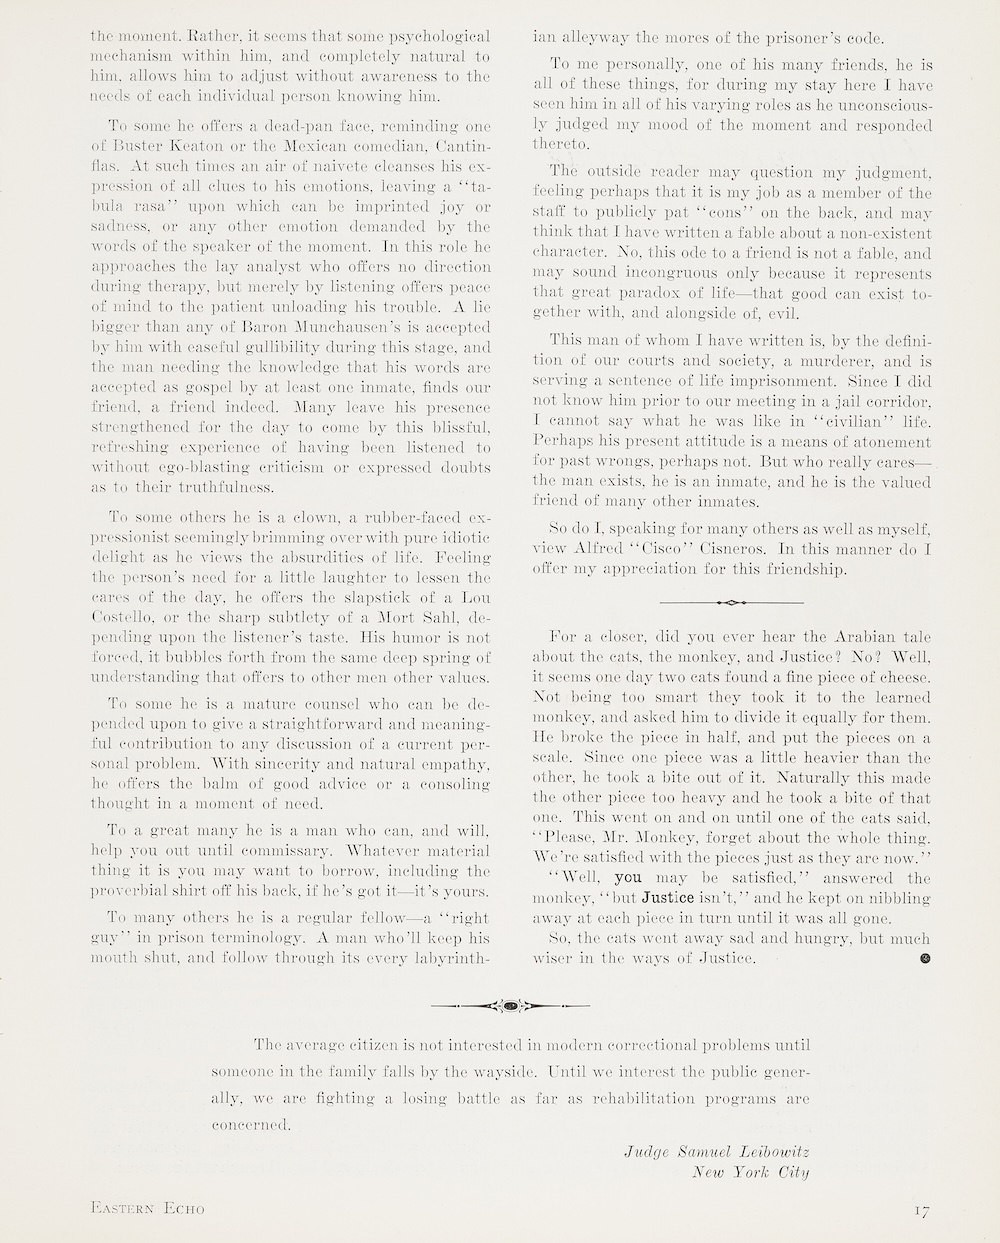 the moment. Rather, it seems that some psychological
mechanism within him, and completely natural to
him, allows him to adjust without awareness to the
needs of each individual person knowing him.
To some he offers a dead-pan face, reminding one
of Buster Keaton or the Mexican comedian, Cantin-
flas. At such times an air of naivete cleanses his ex-
pression of all clues to his emotions, leaving a "ta-
bula rasa" upon which can be imprinted joy or
sadness, or any other emotion demanded by the
words of the speaker of the moment. In this role he
approaches the lay analyst who offers no direction
during therapy, but merely by listening offers peace
of mind to the patient unloading his trouble. A lie
bigger than any of Baron Munchausen's is accepted
by him with easeful gullibility during this stage, and
the man needing the knowledge that his words are
accepted as gospel by at least one inmate, finds our
friend, a friend indeed. Many leave his presence
strengthened for the day to come by this blissful,
refreshing experience of having been listened to
without ego-blasting criticism or expressed doubts
as to their truthfulness.
To some others he is a clown, a rubber-faced ex-
pressionist seemingly brimming over with pure idiotic
delight as he views the absurdities of life. Feeling
the person's need for a little laughter to lessen the
cares of the day, he offers the slapstick of a Lou
Costello, or the sharp subtlety of a Mort Sahl, de-
pending upon the listener's taste. His humor is not
forced, it bubbles forth from the same deep spring of
understanding that offers to other men other values.
To some he is a mature counsel who can be de-
pended upon to give a straightforward and meaning-
ful contribution to any discussion of a current per-
sonal problem. With sincerity and natural empathy,
he offers the balm of good advice or a consoling
thought in a moment of need.
To a great many he is a man who can, and will,
help you out until commissary. Whatever material
thing it is you may want to borrow, including the
proverbial shirt off his back, if he's got it—it's yours.
To many others he is a regular fellow—a "right
guy" in prison terminology. A man who'll keep his
mouth shut, and follow through its every labyrinth-
ian alleyway the mores of the prisoner's code.
To me personally, one of his many friends, he is
all of these things, for during my stay here I have
seen him in all of his varying roles as he unconscious-
ly judged my mood of the moment and responded
thereto.
The outside reader may question my judgment,
feeling perhaps that it is my job as a member of the
staff to publicly pat "cons" on the back, and may
think that I have written a fable about a non-existent
character. No, this ode to a friend is not a fable, and
may sound incongruous only because it represents
that great paradox of life—that good can exist to-
gether with, and alongside of, evil.
This man of whom I have written is, by the defini-
tion of our courts and society, a murderer, and is
serving a sentence of life imprisonment. Since I did
not know him prior to our meeting in a jail corridor,
I cannot say what he was like in "civilian" life.
Perhaps his present attitude is a means of atonement
for past wrongs, perhaps not. But who really cares—
the man exists, he is an inmate, and he is the valued
friend of many other inmates.
So do I, speaking for many others as well as myself,
view Alfred "Cisco" Cisneros. In this manner do I
offer my appreciation for this friendship.
For a closer, did you ever hear the Arabian tale
about the cats, the monkey, and Justice? No? Well,
it seems one day two cats found a fine piece of cheese.
Not being too smart they took it to the learned
monkey, and asked him to divide it equally for them.
He broke the piece in half, and put the pieces on a
scale. Since one piece was a little heavier than the
other, he took a bite out of it. Naturally this made
the other piece too heavy and he took a bite of that
one. This went on and on until one of the cats said,
"Please, Mr. Monkey, forget about the whole thing.
We're satisfied with the pieces just as they are now."
"Well, you may be satisfied," answered the
monkey, "but Justice isn't," and he kept on nibbling
away at each piece in turn until it was all gone.
So, the cats went away sad and hungry, but much
wiser in the ways of Justice.
The average citizen is not interested in modern correctional problems until
someone in the family falls by the wayside. Until we interest the public gener-
ally, we are fighting a losing battle as far as rehabilitation programs are
concerned.
Judge Samuel Leibowitz
New York City
EASTERN ECHO
17